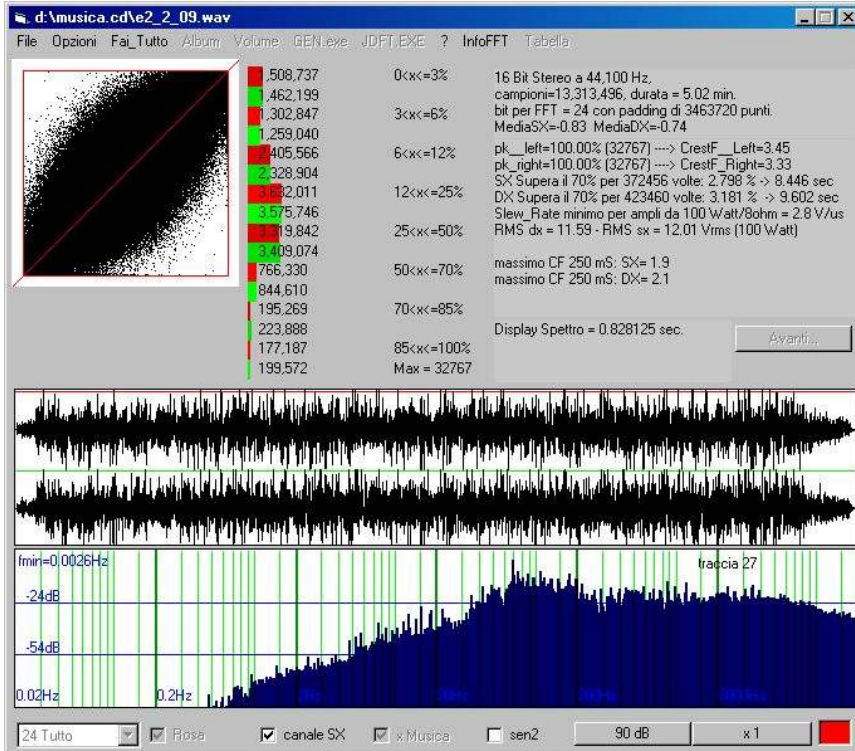 d:\musica.cd\e2_2_09.wav
File Opzioni Fai_Tutto Album Volume GEN.exe JDFT.EXE ? InfoFFT Tabella
1,508,737 0<x<=3%
1,462,199
1,302,847 3<x<=6%
1,259,040
2,405,566 6<x<=12%
2,328,904
3,632,011 12<x<=25%
3,575,746
3,319,842 25<x<=50%
3,409,074
766,330 50<x<=70%
844,610
195,269 70<x<=85%
223,888
177,187 85<x<=100%
199,572 Max = 32767
16 Bit Stereo a 44,100 Hz,
campioni=13,313,496, durata = 5.02 min.
bit per FFT = 24 con padding di 3463720 punti.
MediaSX=-0.83 MediaDX=-0.74
pk__left=100.00% [32767] ----> CrestF__Left=3.45
pk_right=100.00% [32767] ----> CrestF_Right=3.33
SX Supera il 70% per 372456 volte: 2.798 % -> 8.446 sec
DX Supera il 70% per 423460 volte: 3.181 % -> 9.602 sec
Slew_Rate minimo per ampli da 100 Watt/8ohm = 2.8 V/us
RMS dx = 11.59 - RMS sx = 12.01 Vrms (100 Watt)
massimo CF 250 mS: SX= 1.9
massimo CF 250 mS: DX= 2.1
Display Spettro = 0.828125 sec.
Avanti...
fmin=0.0026Hz
traccia 27
-24dB
-54dB
0.02Hz 0.2Hz 2Hz 20Hz 200Hz 2000Hz
24 Tutto Rosa canale SX x Musica sen2 90 dB x 1